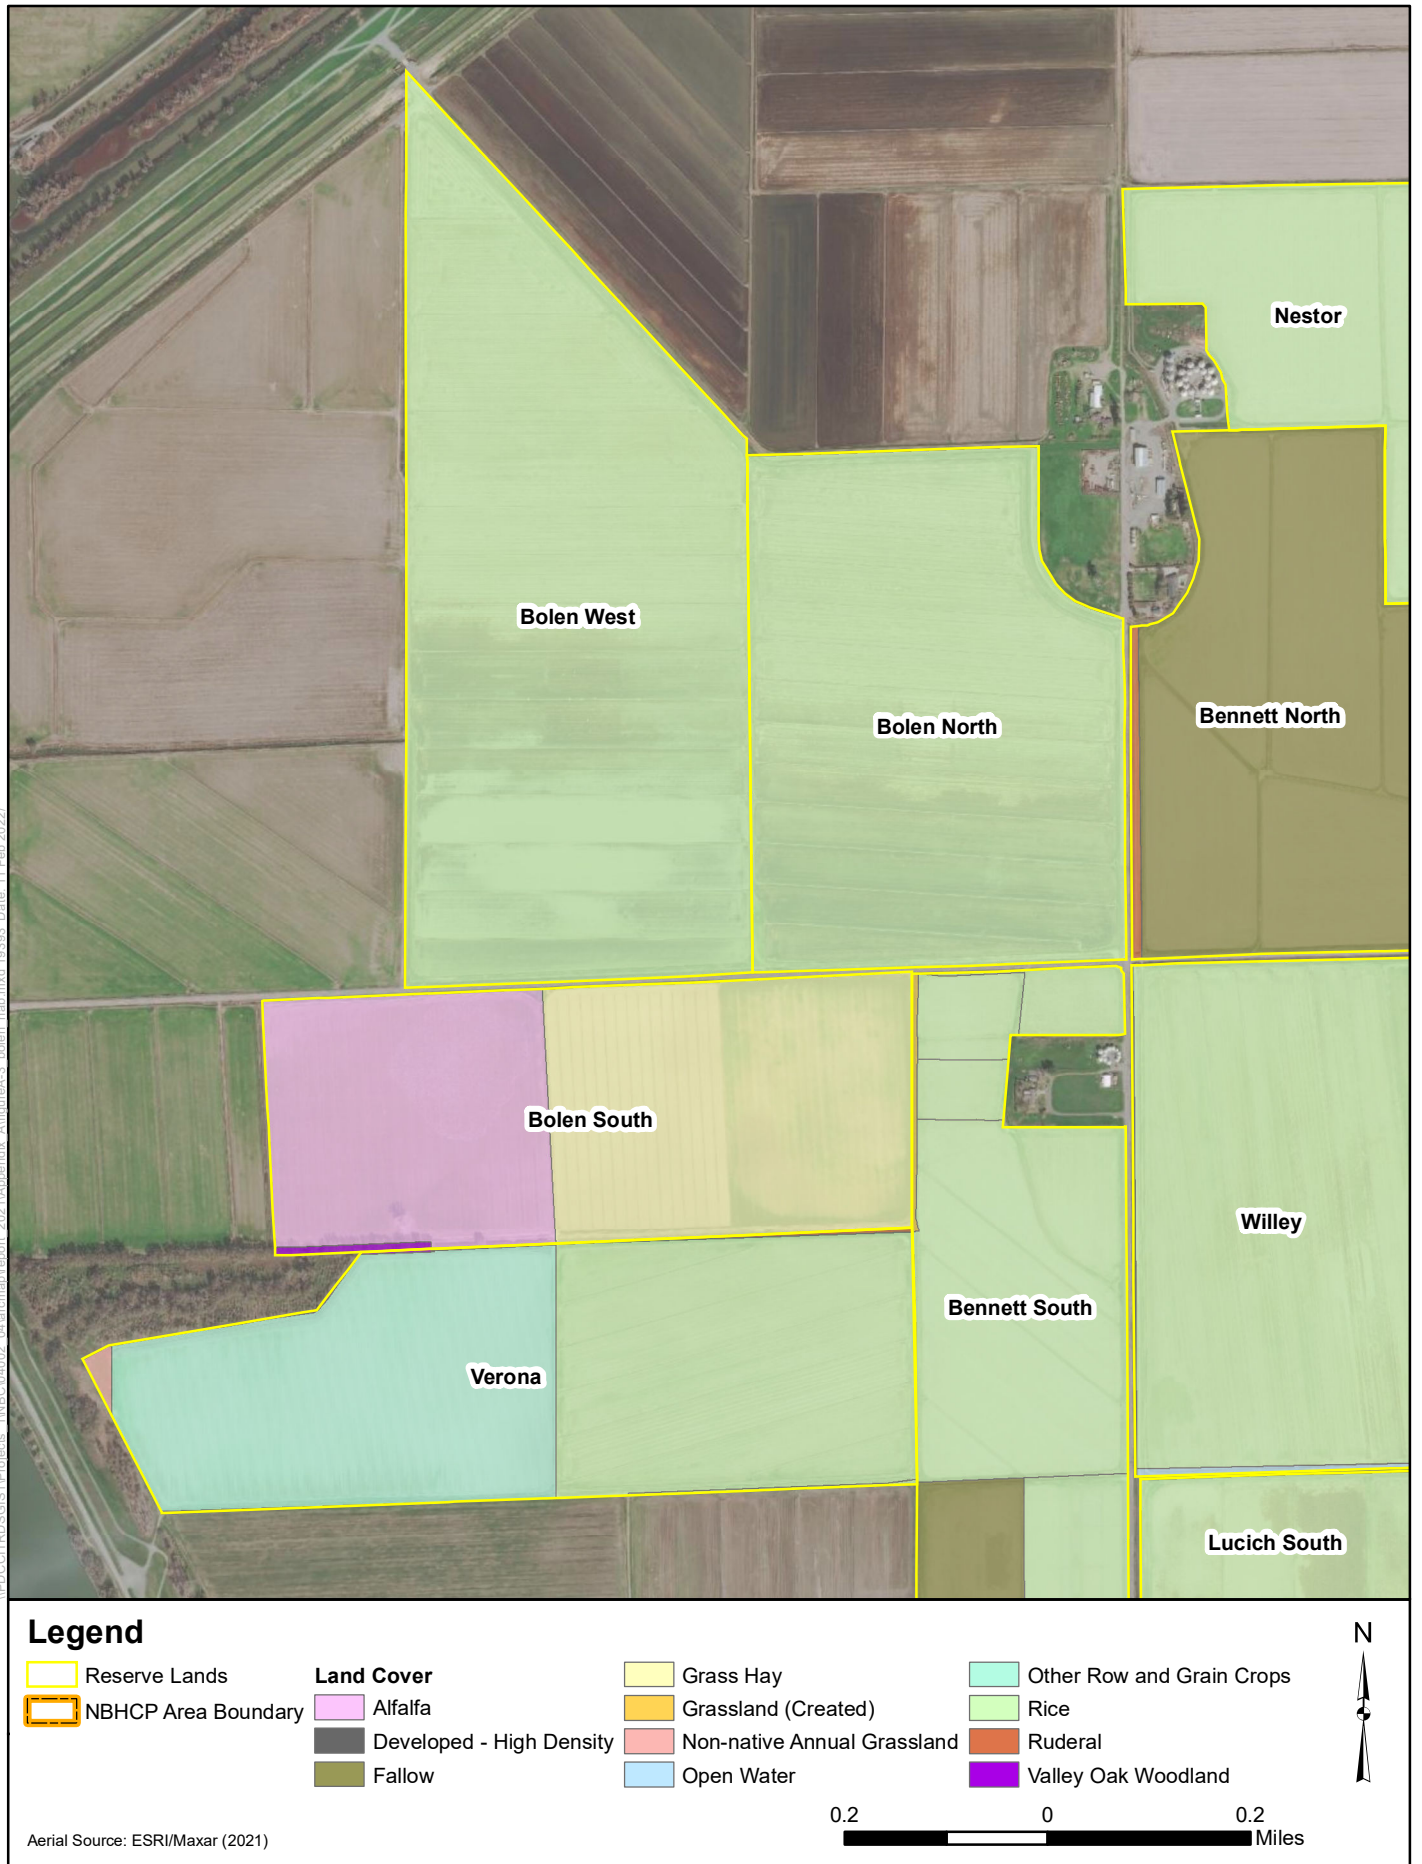 Nestor
Bolen West
Bennett North
Bolen North
Bolen South
Willey
Bennett South
Verona
Lucich South
Legend
Reserve Lands
NBHCP Area Boundary
Land Cover
Alfalfa
Developed - High Density
Fallow
Grass Hay
Grassland (Created)
Non-native Annual Grassland
Open Water
Other Row and Grain Crops
Rice
Ruderal
Valley Oak Woodland
N
0.2 0 0.2
Miles
Aerial Source: ESRI/Maxar (2021)